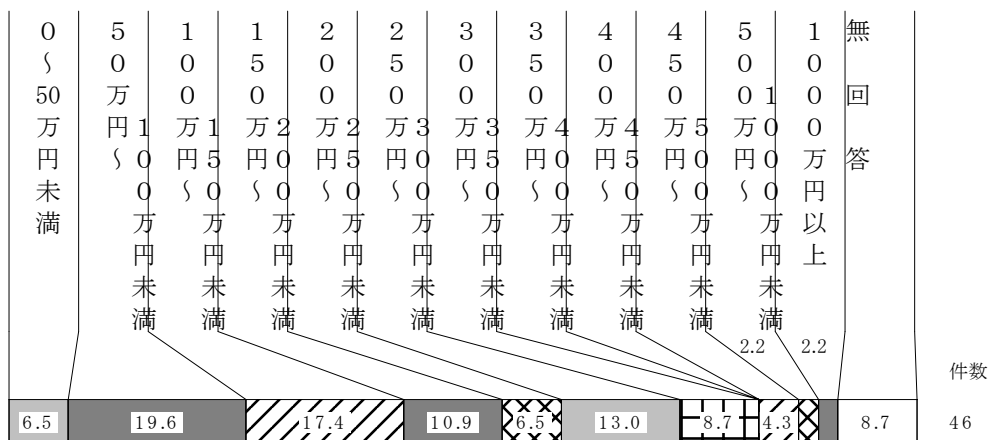 0～50万円未満
50万円～
100万円未満
100万円～
150万円未満
150万円～
200万円未満
200万円～
250万円未満
250万円～
300万円未満
300万円～
350万円未満
350万円～
400万円未満
400万円～
450万円未満
450万円～
500万円未満
500万円～
1000万円未満
1000万円以上
無回答
2.2
2.2
件数
6.5
19.6
17.4
10.9
6.5
13.0
8.7
4.3
8.7
46